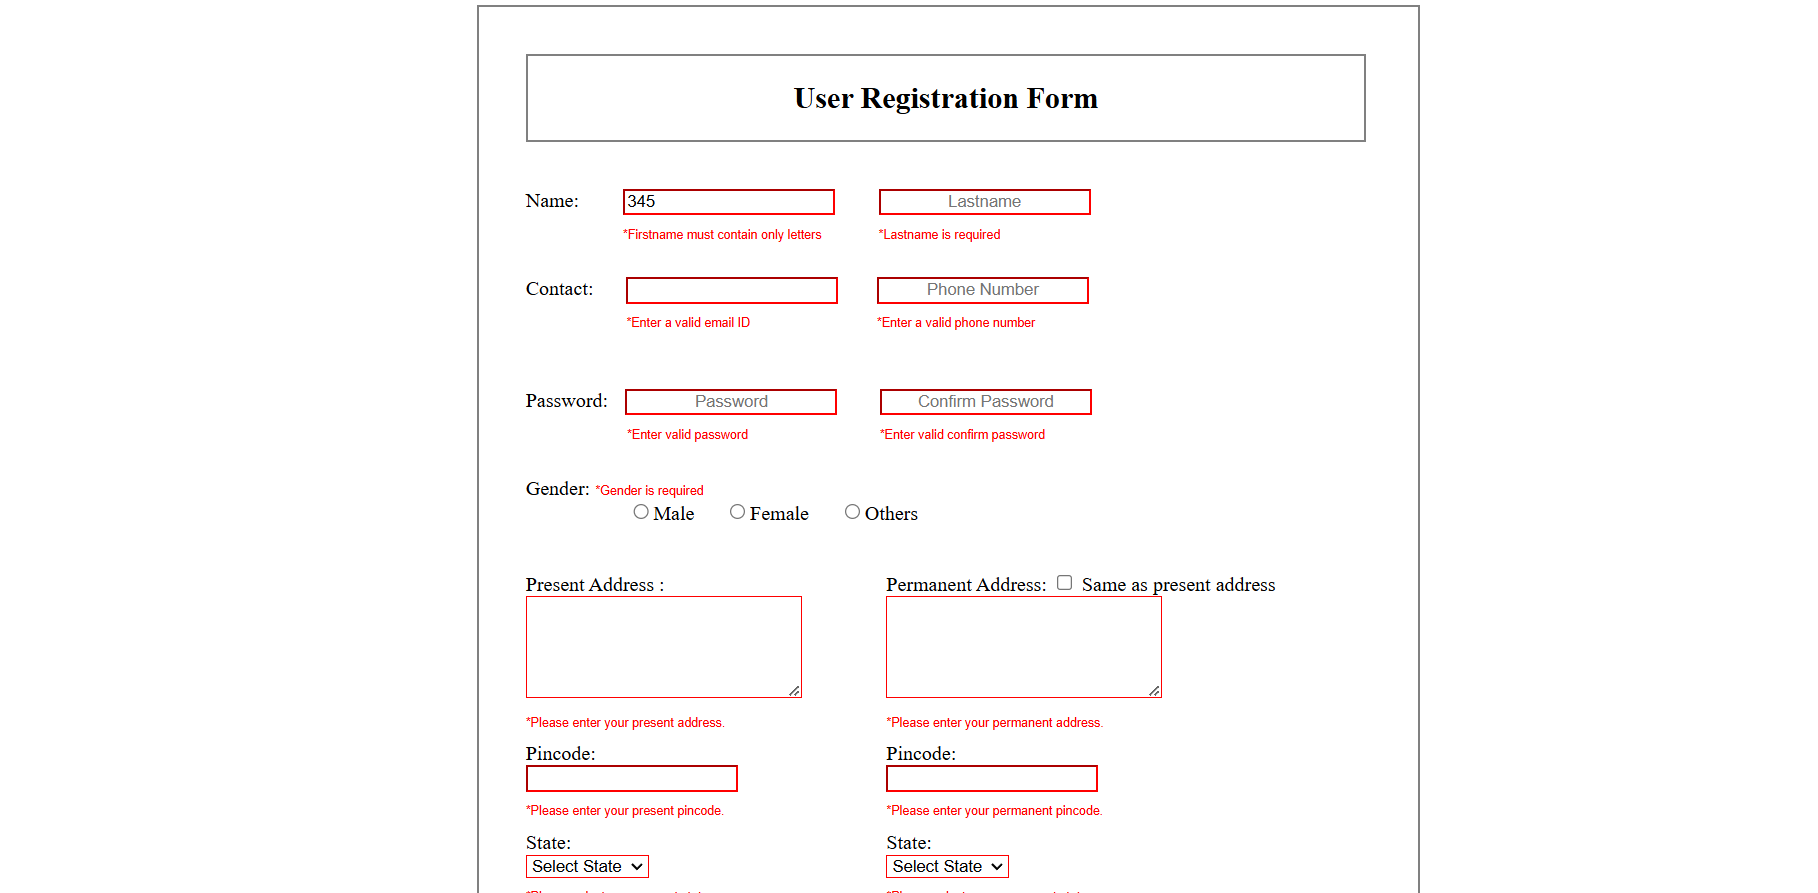 User Registration Form
Name: 345 Lastname
*Firstname must contain only letters *Lastname is required
Contact: Phone Number
*Enter a valid email ID *Enter a valid phone number
Password: Password Confirm Password
*Enter valid password *Enter valid confirm password
Gender: *Gender is required
Male Female Others
Present Address : Permanent Address: Same as present address
*Please enter your present address. *Please enter your permanent address.
Pincode: Pincode:
*Please enter your present pincode. *Please enter your permanent pincode.
State: State:
Select State Select State